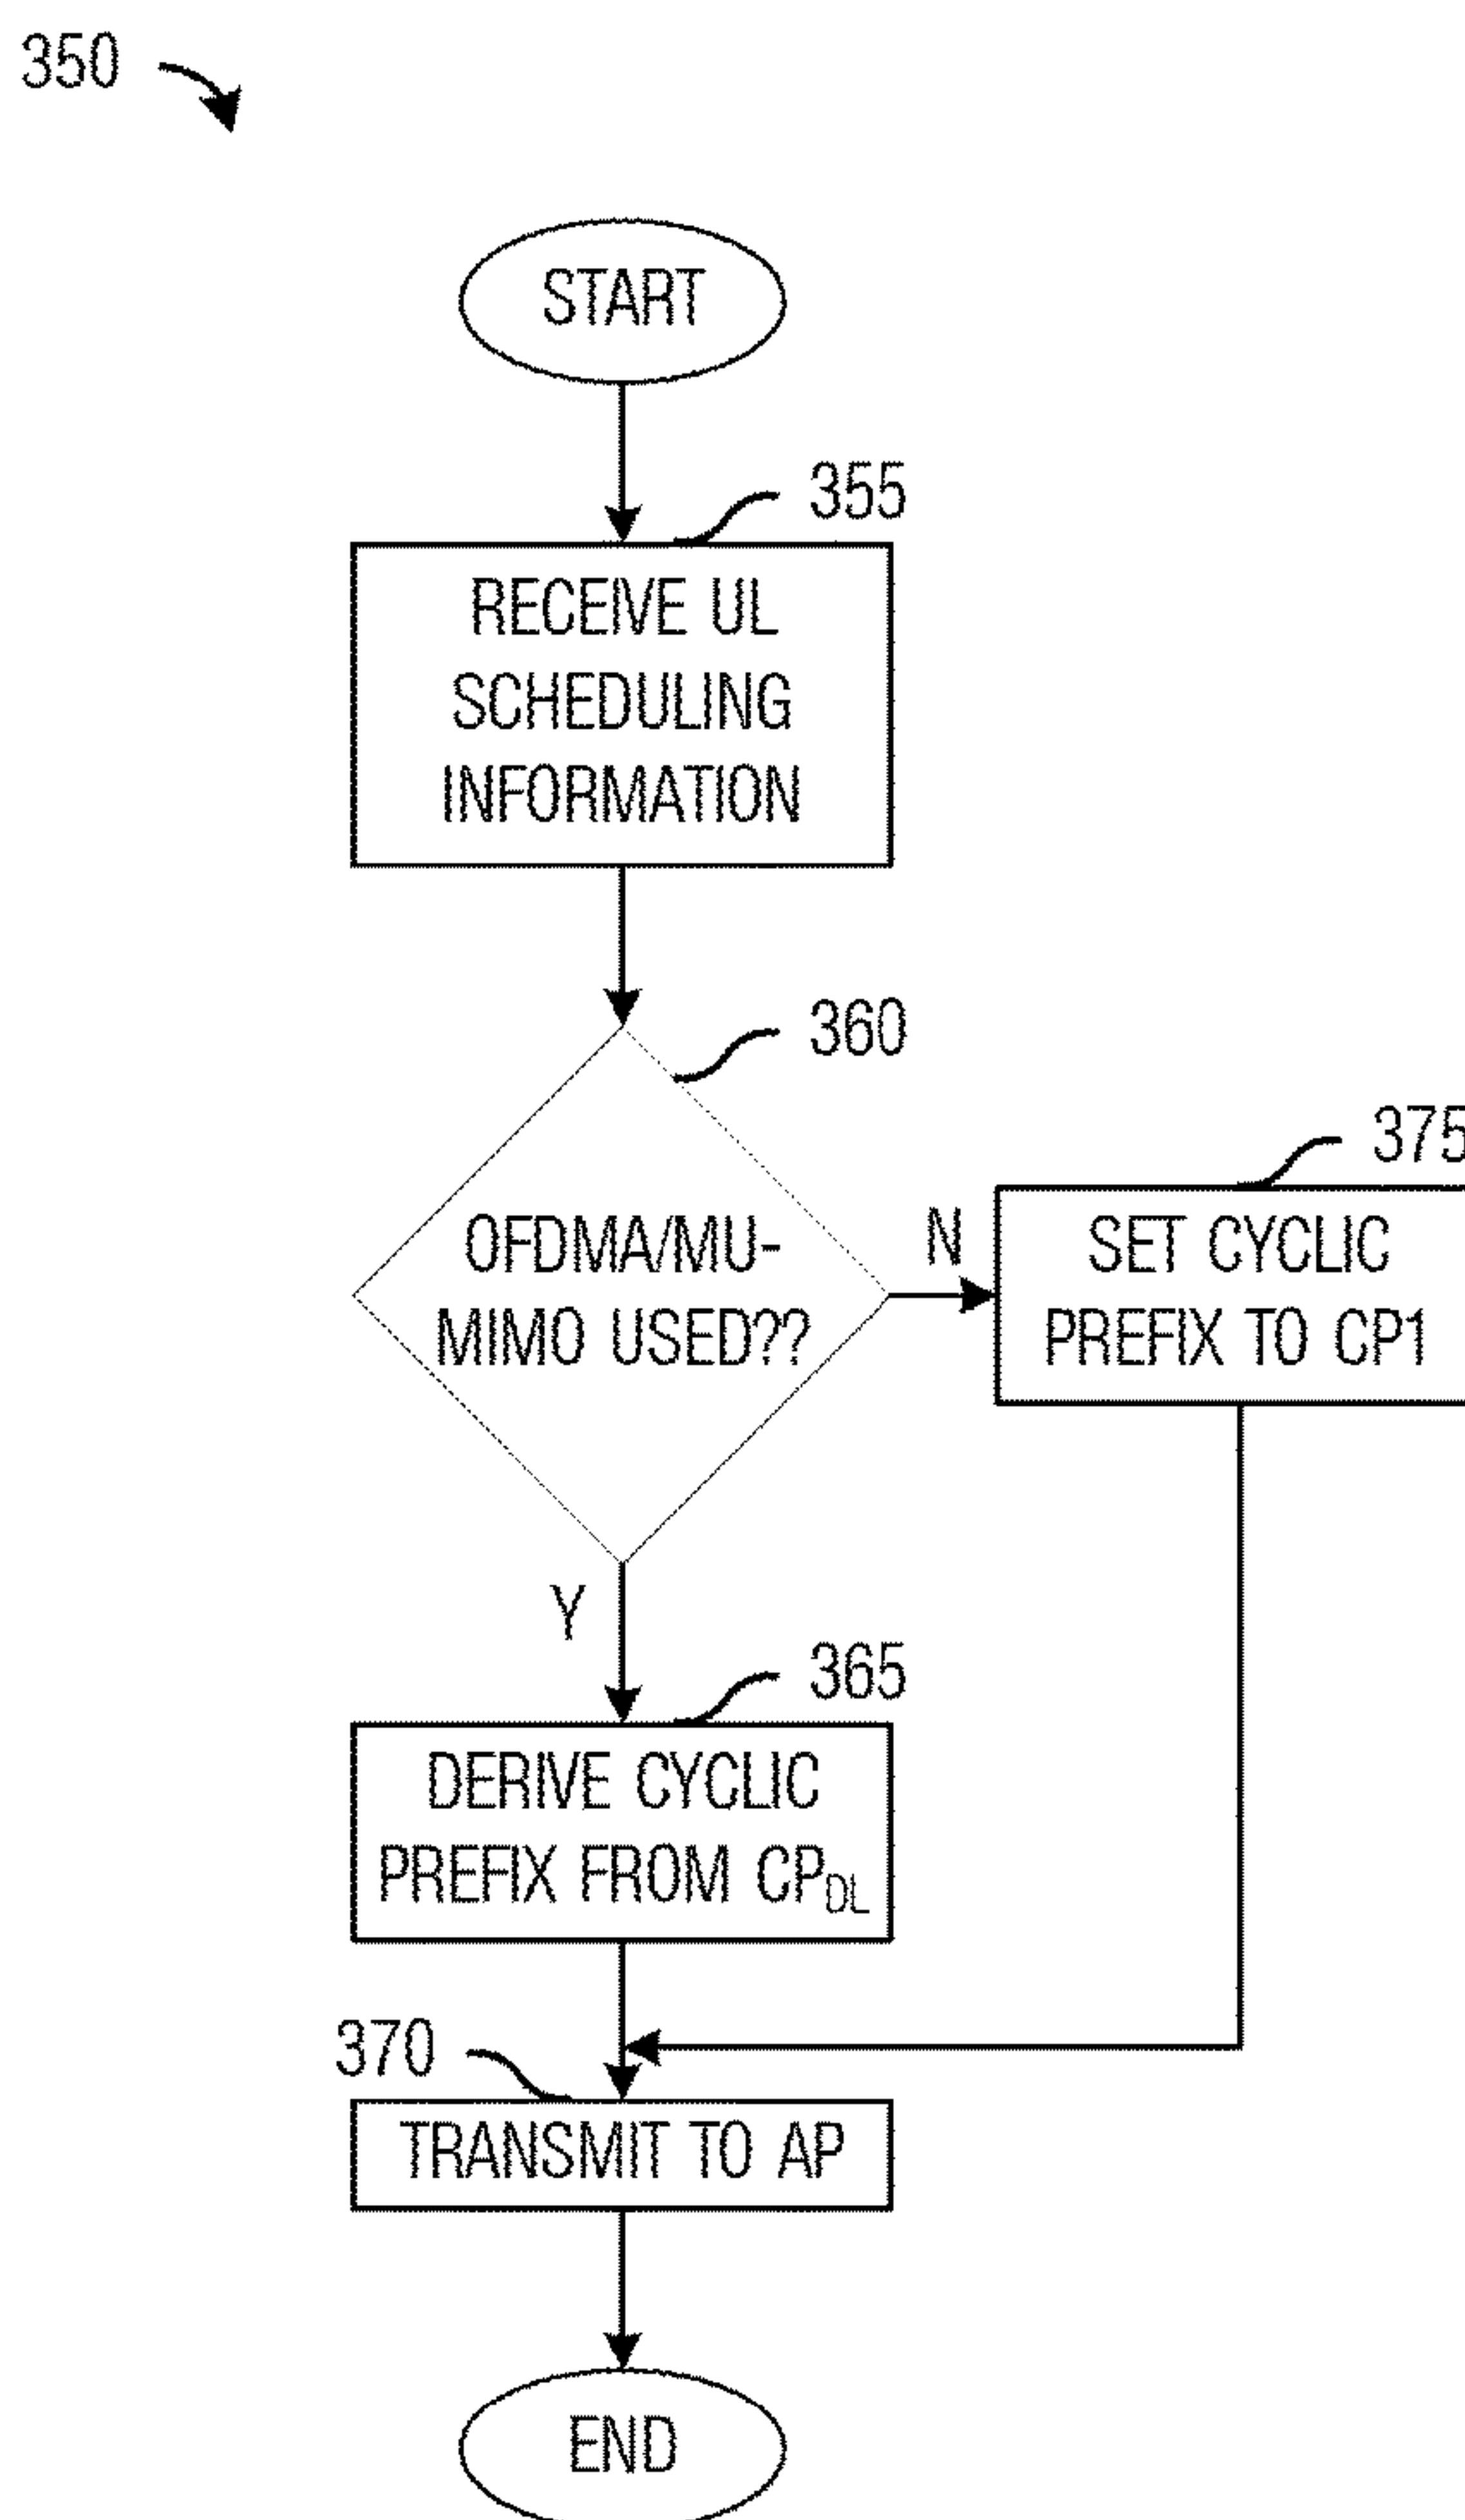 350
START
355
RECEIVE UL
SCHEDULING
INFORMATION
360
OFDMA/MU-
MIMO USED??
N
375
SET CYCLIC
PREFIX TO CP1
Y
365
DERIVE CYCLIC
PREFIX FROM CPDL
370
TRANSMIT TO AP
END